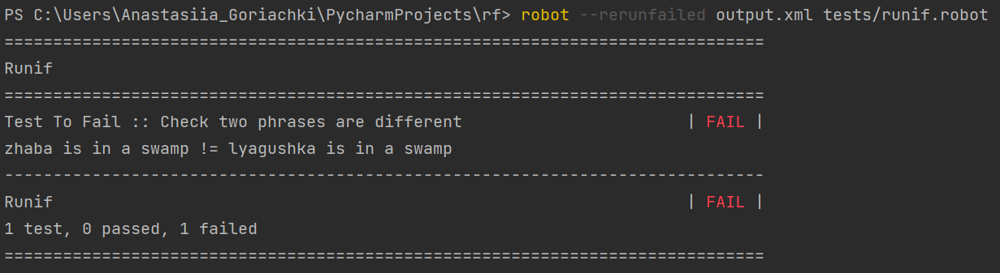 PS C:\Users\Anastasiia_Goriachki\PycharmProjects\rf> robot --rerunfailed output.xml tests/runif.robot
==============================================================================
Runif
==============================================================================
Test To Fail :: Check two phrases are different                       | FAIL |
zhaba is in a swamp != lyagushka is in a swamp
------------------------------------------------------------------------------
Runif                                                                 | FAIL |
1 test, 0 passed, 1 failed
==============================================================================